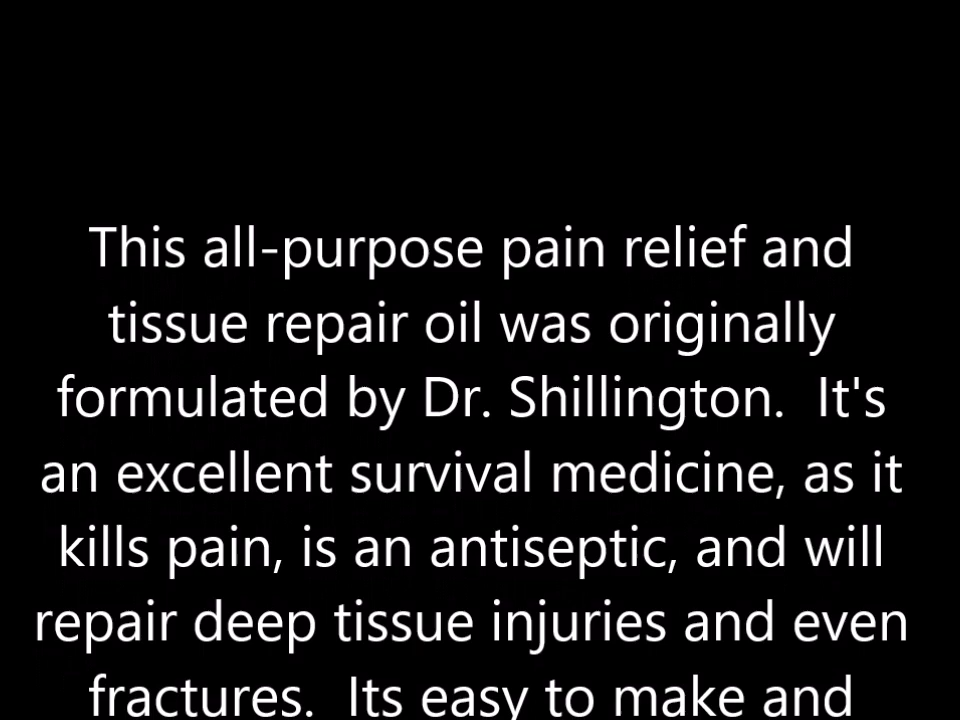 This all-purpose pain relief and
tissue repair oil was originally
formulated by Dr. Shillington.  It's
an excellent survival medicine, as it
kills pain, is an antiseptic, and will
repair deep tissue injuries and even
fractures.  Its easy to make and